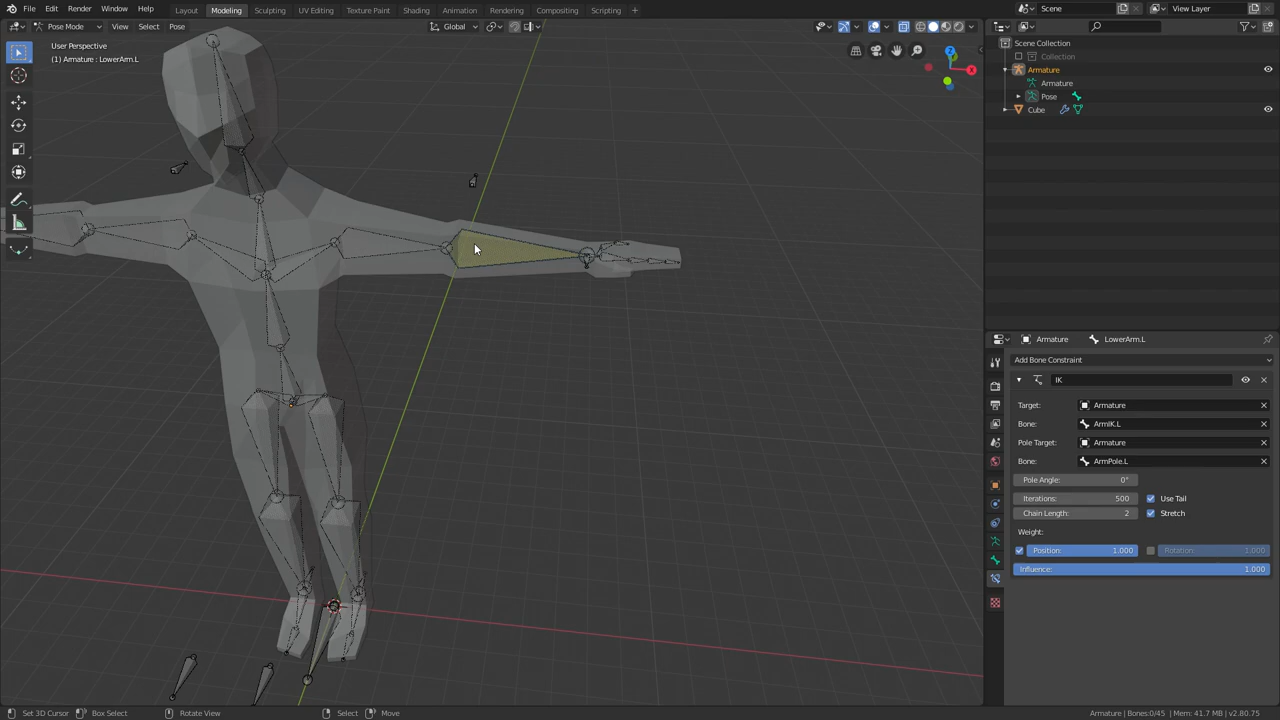 File Edit Render Window Help Layout Modeling Sculpting UV Editing Texture Paint Shading Animation Rendering Compositing Scripting + Scene View Layer
Pose Mode View Select Pose Global
User Perspective
(1) Armature : LowerArm.L
Z
X
Scene Collection
Collection
Armature
Armature
Pose
Cube
Armature LowerArm.L
Add Bone Constraint
IK
Target: Armature
Bone: ArmIK.L
Pole Target: Armature
Bone: ArmPole.L
Pole Angle: 0°
Iterations: 500 Use Tail
Chain Length: 2 Stretch
Weight:
Position: 1.000 Rotation: 1.000
Influence: 1.000
Set 3D Cursor Box Select Rotate View Select Move Armature | Bones:0/45 | Mem: 41.7 MB | v2.80.75